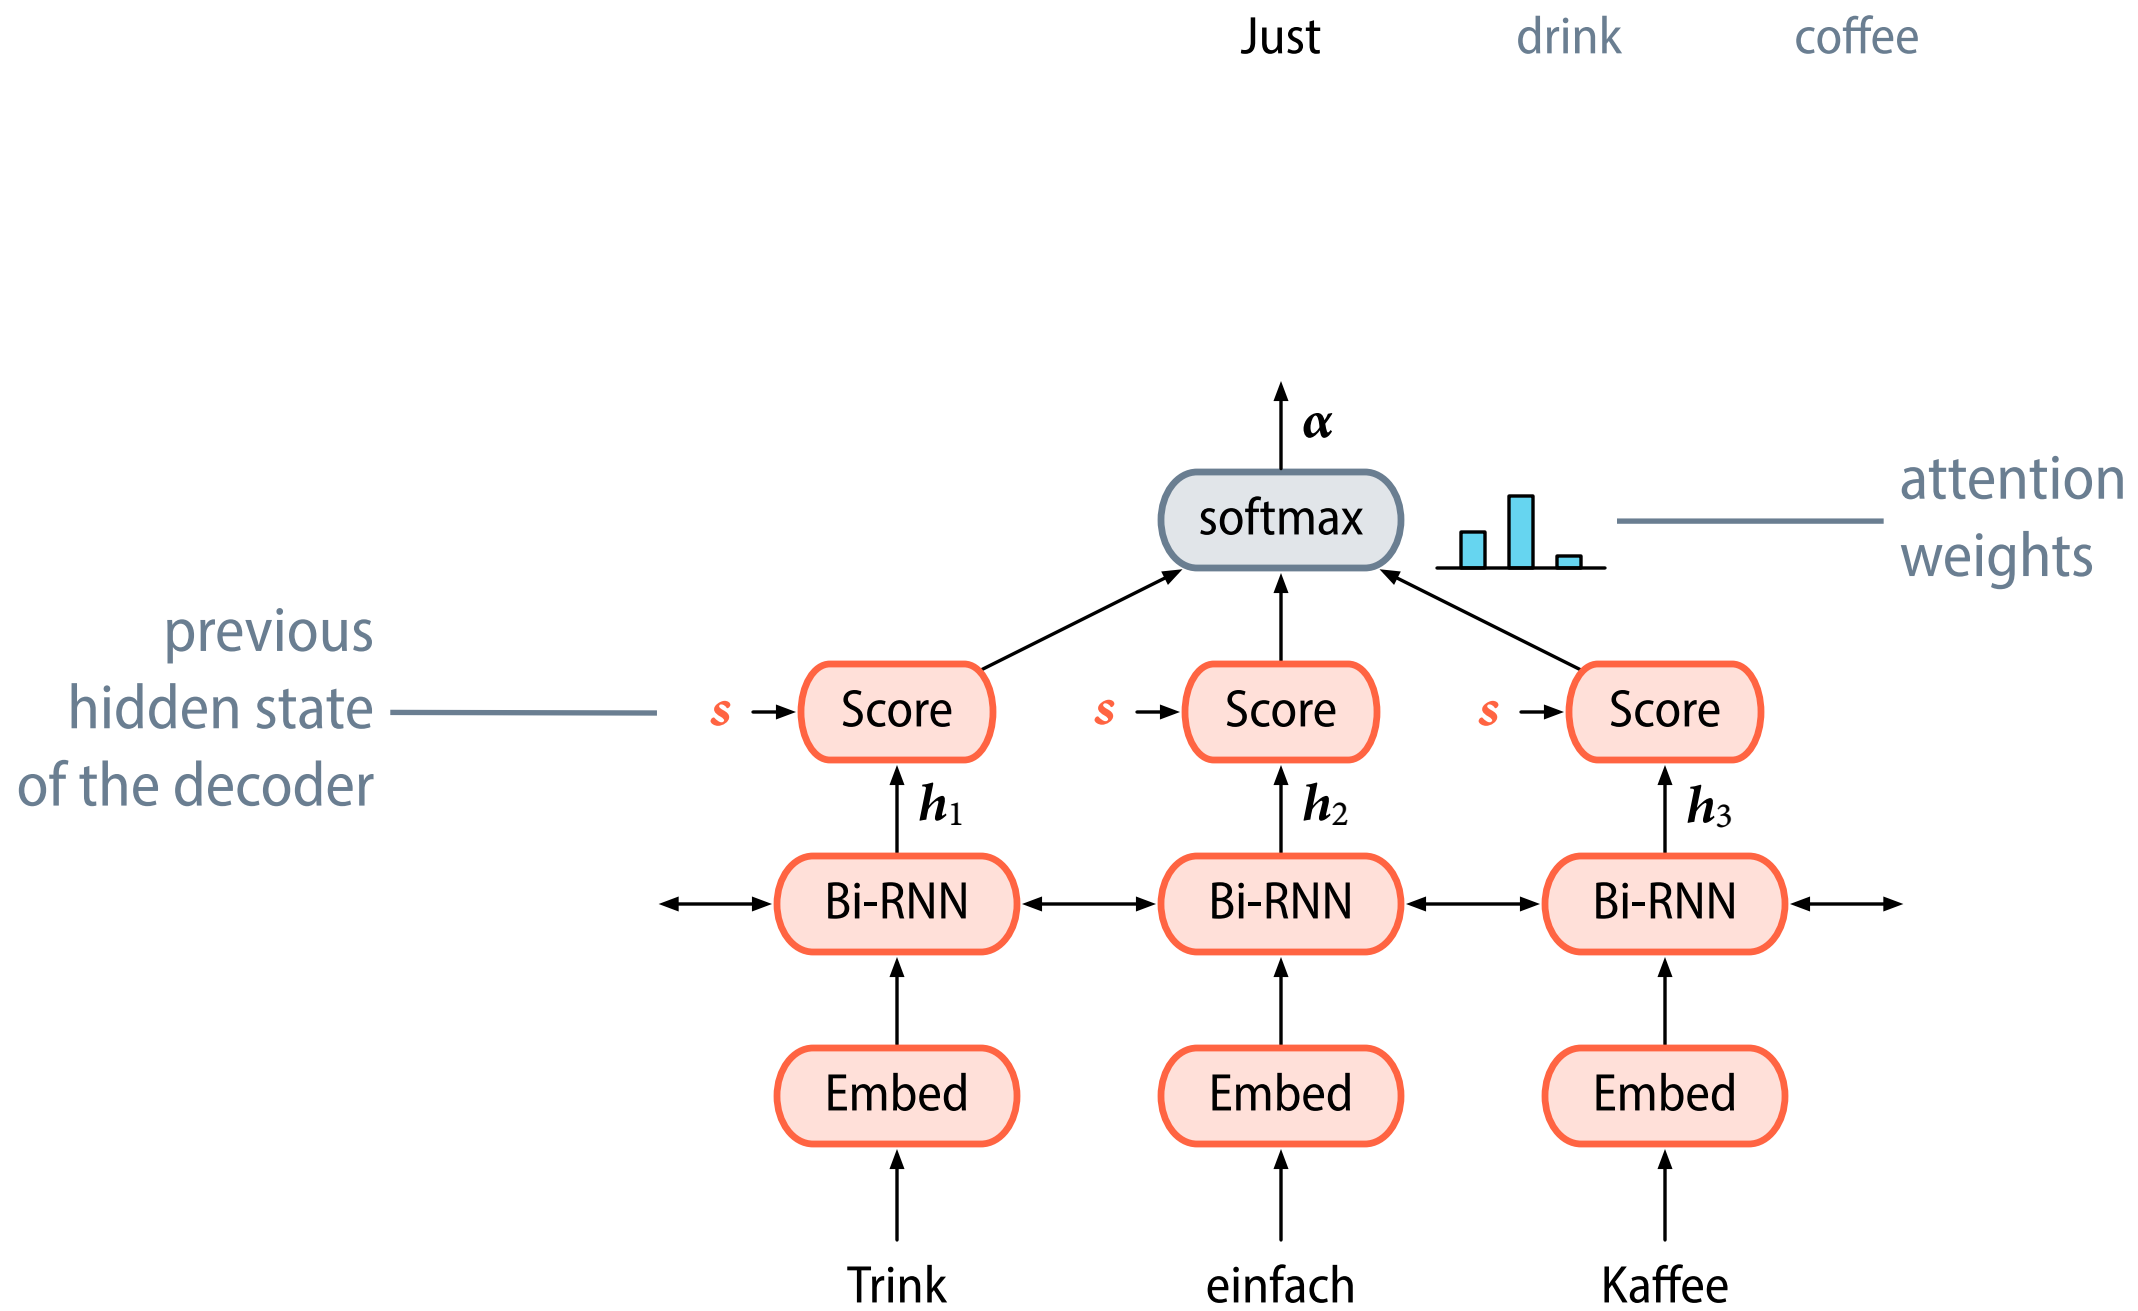 Just drink coffee
α
softmax
attention
weights
previous
hidden state
of the decoder
s Score s Score s Score
h1 h2 h3
Bi-RNN Bi-RNN Bi-RNN
Embed Embed Embed
Trink einfach Kaffee